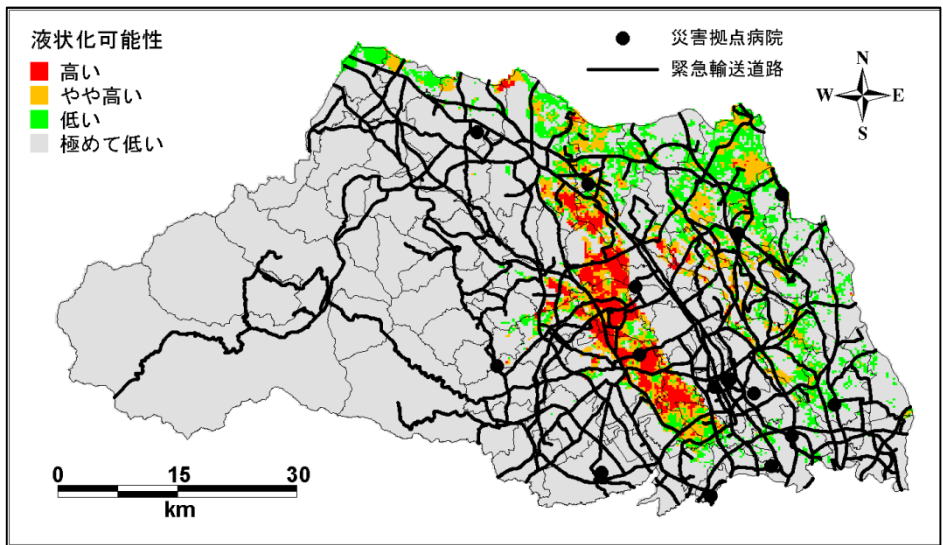 液状化可能性
高い
やや高い
低い
極めて低い
災害拠点病院
緊急輸送道路
N
W E
S
0 15 30
km